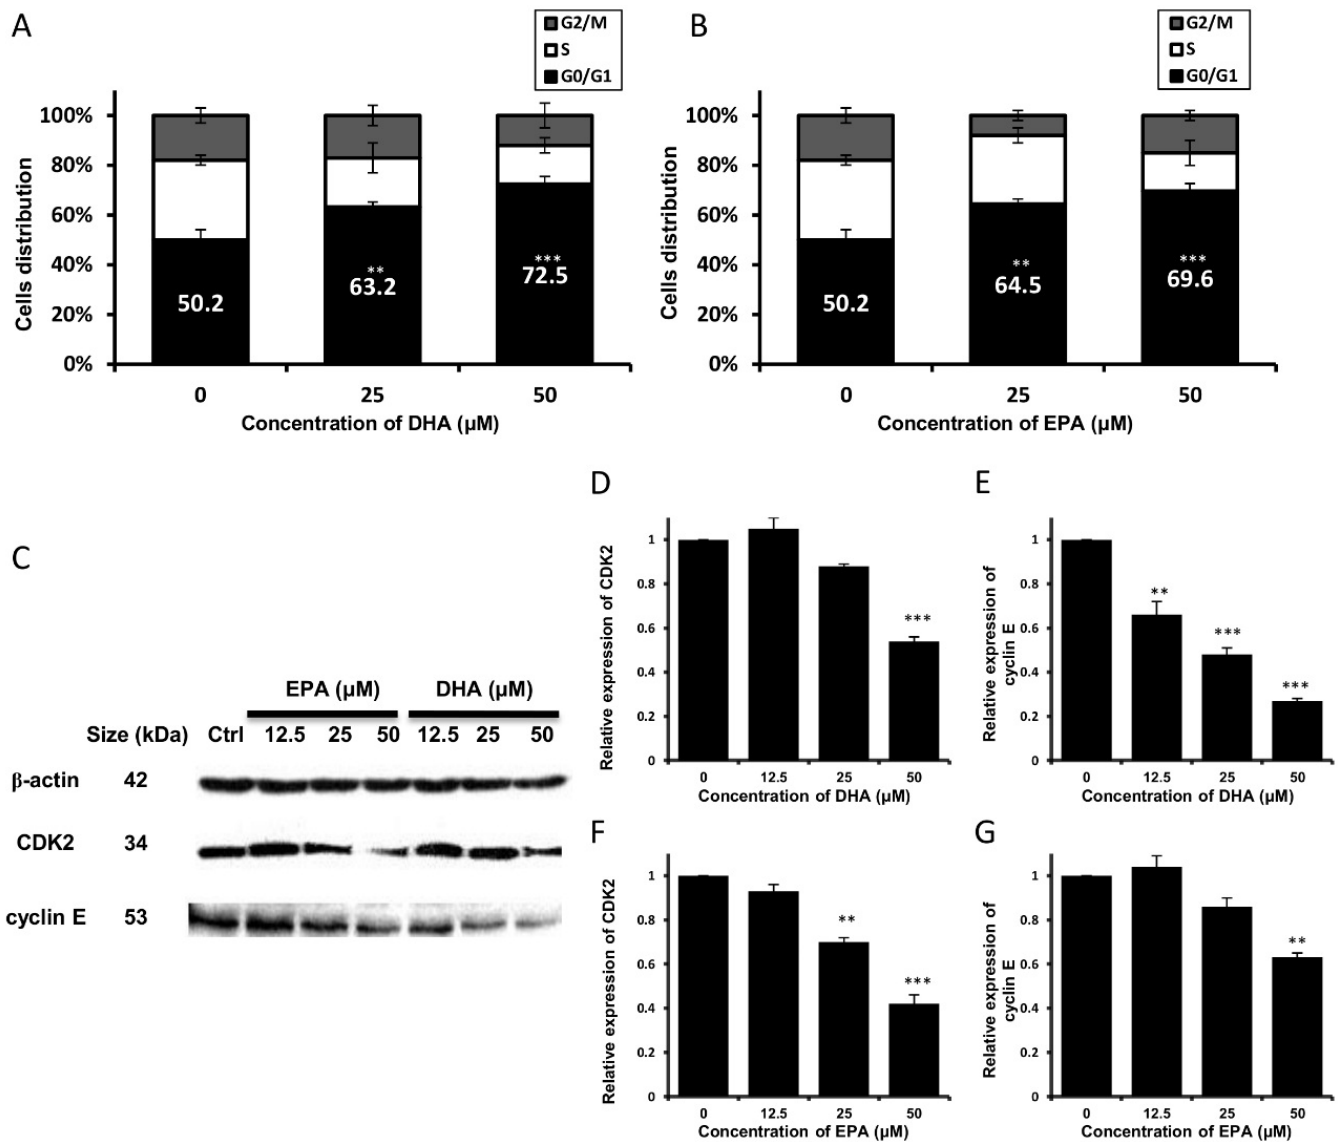 A
G2/M
S
G0/G1
100%
80%
60%
40%
20%
0%
Cells distribution
50.2
**
63.2
***
72.5
0 25 50
Concentration of DHA (µM)
B
G2/M
S
G0/G1
100%
80%
60%
40%
20%
0%
Cells distribution
50.2
**
64.5
***
69.6
0 25 50
Concentration of EPA (µM)
C
EPA (µM) DHA (µM)
Size (kDa) Ctrl 12.5 25 50 12.5 25 50
β-actin 42
CDK2 34
cyclin E 53
D
Relative expression of CDK2
1
0.8
0.6
0.4
0.2
0
***
0 12.5 25 50
Concentration of DHA (µM)
E
Relative expression of
cyclin E
1
0.8
0.6
0.4
0.2
0
**
***
***
0 12.5 25 50
Concentration of DHA (µM)
F
Relative expression of CDK2
1
0.8
0.6
0.4
0.2
0
**
***
0 12.5 25 50
Concentration of EPA (µM)
G
Relative expression of
cyclin E
1
0.8
0.6
0.4
0.2
0
**
0 12.5 25 50
Concentration of EPA (µM)